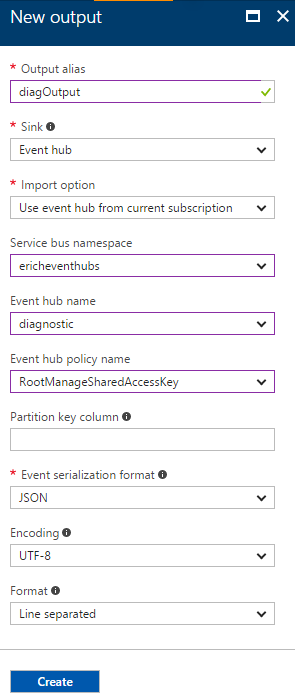 New output
* Output alias
diagOutput
* Sink
Event hub
* Import option
Use event hub from current subscription
Service bus namespace
ericheventhubs
Event hub name
diagnostic
Event hub policy name
RootManageSharedAccessKey
Partition key column
* Event serialization format
JSON
Encoding
UTF-8
Format
Line separated
Create